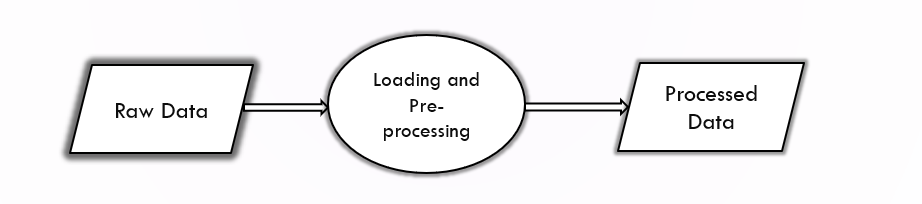 Raw Data
Loading and
Pre-
processing
Processed
Data